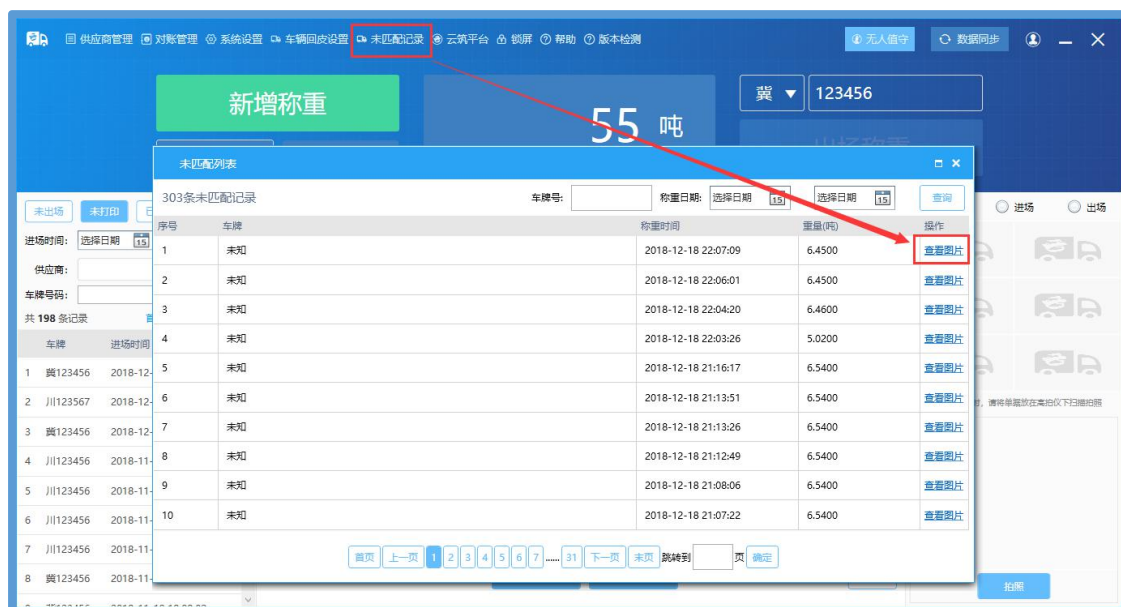 供应商管理 对账管理 系统设置 车辆回皮设置 未匹配记录 云筑平台 锁屏 帮助 版本检测 无人值守 数据同步
新增称重
55 吨
冀 123456
未匹配列表
303条未匹配记录 车牌号: 称重日期: 选择日期 15 选择日期 15 查询
序号 车牌 称重时间 重量(吨) 操作
1 未知 2018-12-18 22:07:09 6.4500 查看图片
2 未知 2018-12-18 22:06:01 6.4500 查看图片
3 未知 2018-12-18 22:04:20 6.4600 查看图片
4 未知 2018-12-18 22:03:26 5.0200 查看图片
5 未知 2018-12-18 21:16:17 6.5400 查看图片
6 未知 2018-12-18 21:13:51 6.5400 查看图片
7 未知 2018-12-18 21:13:26 6.5400 查看图片
8 未知 2018-12-18 21:12:49 6.5400 查看图片
9 未知 2018-12-18 21:08:06 6.5400 查看图片
10 未知 2018-12-18 21:07:22 6.5400 查看图片
首页 上一页 1 2 3 4 5 6 7 ...... 31 下一页 末页 跳转到 页 确定
未出场 未打印
进场时间: 选择日期 15
供应商:
车牌号码:
共 198 条记录
车牌 进场时间
1 冀123456 2018-12-
2 川123567 2018-12-
3 冀123456 2018-12-
4 川123456 2018-11-
5 川123456 2018-11-
6 川123456 2018-11-
7 川123456 2018-11-
8 冀123456 2018-11-
进场 出场
请将单据放在高拍仪下扫描拍照
拍照